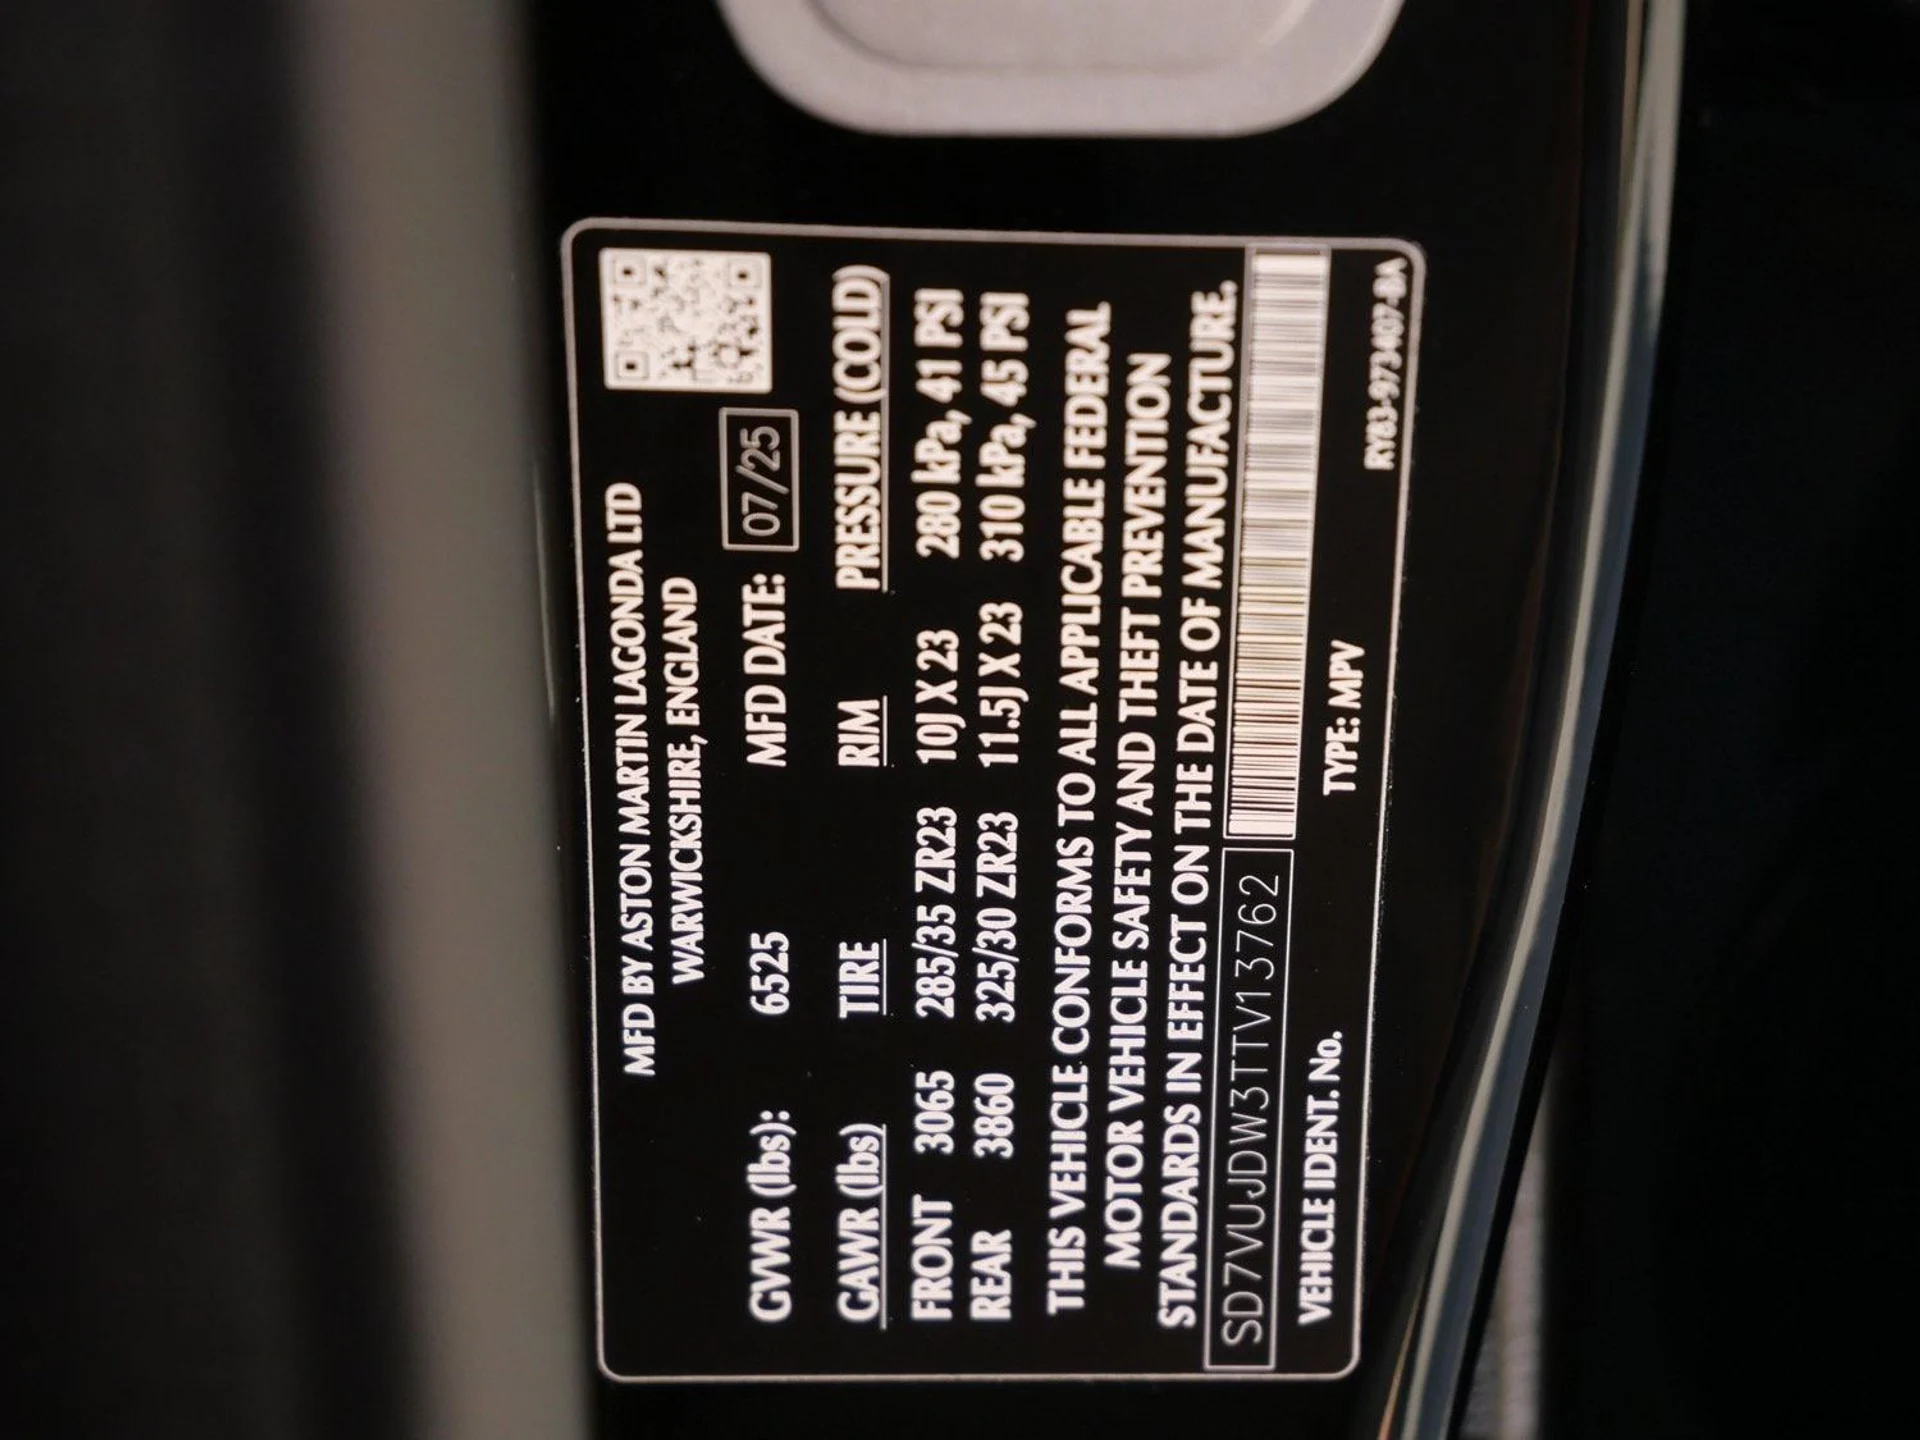 MFD BY ASTON MARTIN LAGONDA LTD
WARWICKSHIRE, ENGLAND
GVWR (lbs): 6525 MFD DATE: 07/25
GAWR (lbs) TIRE RIM PRESSURE (COLD)
FRONT 3065 285/35 ZR23 10J X 23 280 kPa, 41 PSI
REAR 3860 325/30 ZR23 11.5J X 23 310 kPa, 45 PSI
THIS VEHICLE CONFORMS TO ALL APPLICABLE FEDERAL
MOTOR VEHICLE SAFETY AND THEFT PREVENTION
STANDARDS IN EFFECT ON THE DATE OF MANUFACTURE.
SD7VUJDW3TTV13762
VEHICLE IDENT. No. TYPE: MPV
RY83-973407-BA